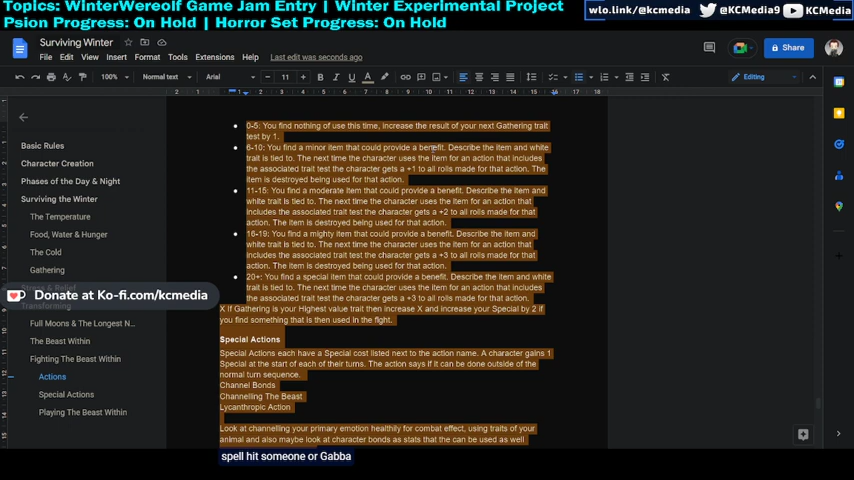 Topics: WinterWereolf Game Jam Entry | Winter Experimental Project
Psion Progress: On Hold | Horror Set Progress: On Hold
wlo.link/@kcmedia
@KCMedia9
KCMedia
Surviving Winter
File Edit View Insert Format Tools Extensions Help Last edit was seconds ago
Share
100% Normal text Arial 11 Editing
2 1 1 2 3 4 5 6 7 8 9 10 11 12 13 14 15 16 17 18
Basic Rules
Character Creation
Phases of the Day & Night
Surviving the Winter
The Temperature
Food, Water & Hunger
The Cold
Gathering
Donate at Ko-fi.com/kcmedia
Full Moons & The Longest N...
The Beast Within
Fighting The Beast Within
Actions
Special Actions
Playing The Beast Within
0-5: You find nothing of use this time, increase the result of your next Gathering trait
test by 1.
6-10: You find a minor item that could provide a benefit. Describe the item and white
trait is tied to. The next time the character uses the item for an action that includes
the associated trait test the character gets a +1 to all rolls made for that action. The
item is destroyed being used for that action.
11-15: You find a moderate item that could provide a benefit. Describe the item and
white trait is tied to. The next time the character uses the item for an action that
includes the associated trait test the character gets a +2 to all rolls made for that
action. The item is destroyed being used for that action.
16-19: You find a mighty item that could provide a benefit. Describe the item and
white trait is tied to. The next time the character uses the item for an action that
includes the associated trait test the character gets a +3 to all rolls made for that
action. The item is destroyed being used for that action.
20+: You find a special item that could provide a benefit. Describe the item and white
trait is tied to. The next time the character uses the item for an action that includes
the associated trait test the character gets a +3 to all rolls made for that action.
X If Gathering is your Highest value trait then increase X and increase your Special by 2 if
you find something that is then used in the fight.
Special Actions
Special Actions each have a Special cost listed next to the action name. A character gains 1
Special at the start of each of their turns. The action says if it can be done outside of the
normal turn sequence.
Channel Bonds
Channelling The Beast
Lycanthropic Action
Look at channelling your primary emotion healthily for combat effect, using traits of your
animal and also maybe look at character bonds as stats that the can be used as well
spell hit someone or Gabba